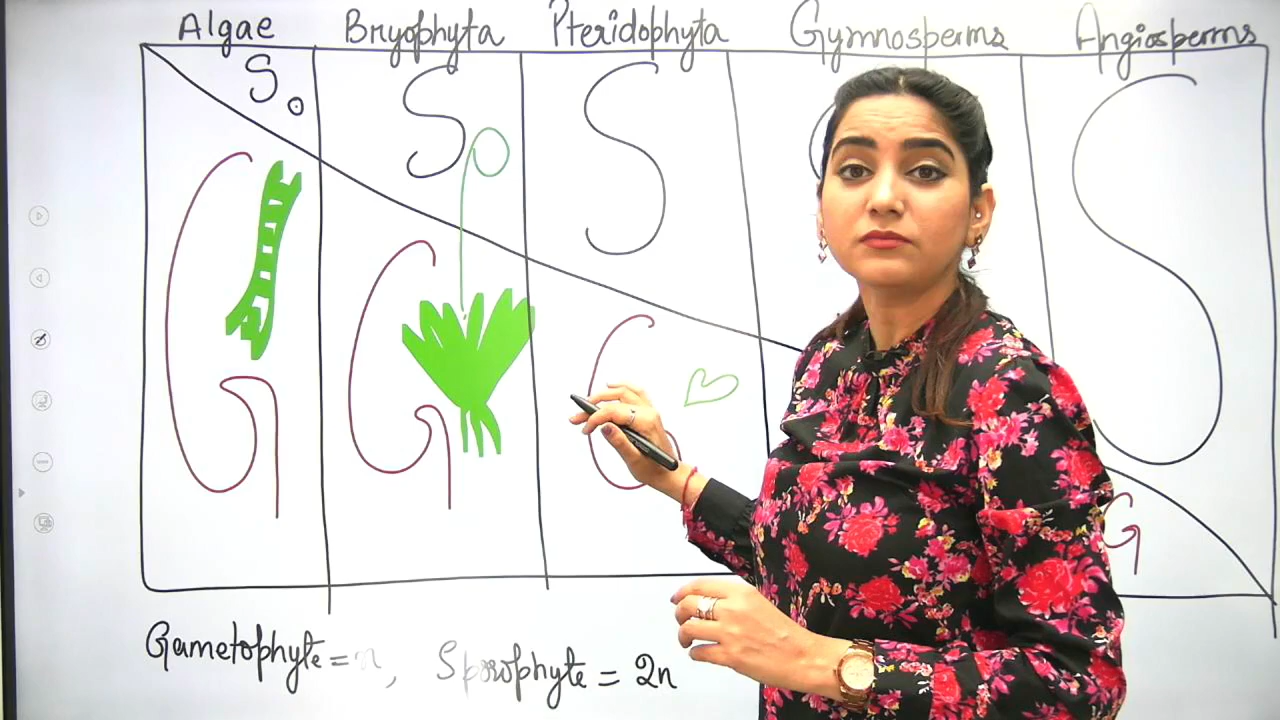 Algae Bryophyta Pteridophyta Gymnosperms Angiosperms
S S S S
G G G G
Gametophyte = n, Sporophyte = 2n